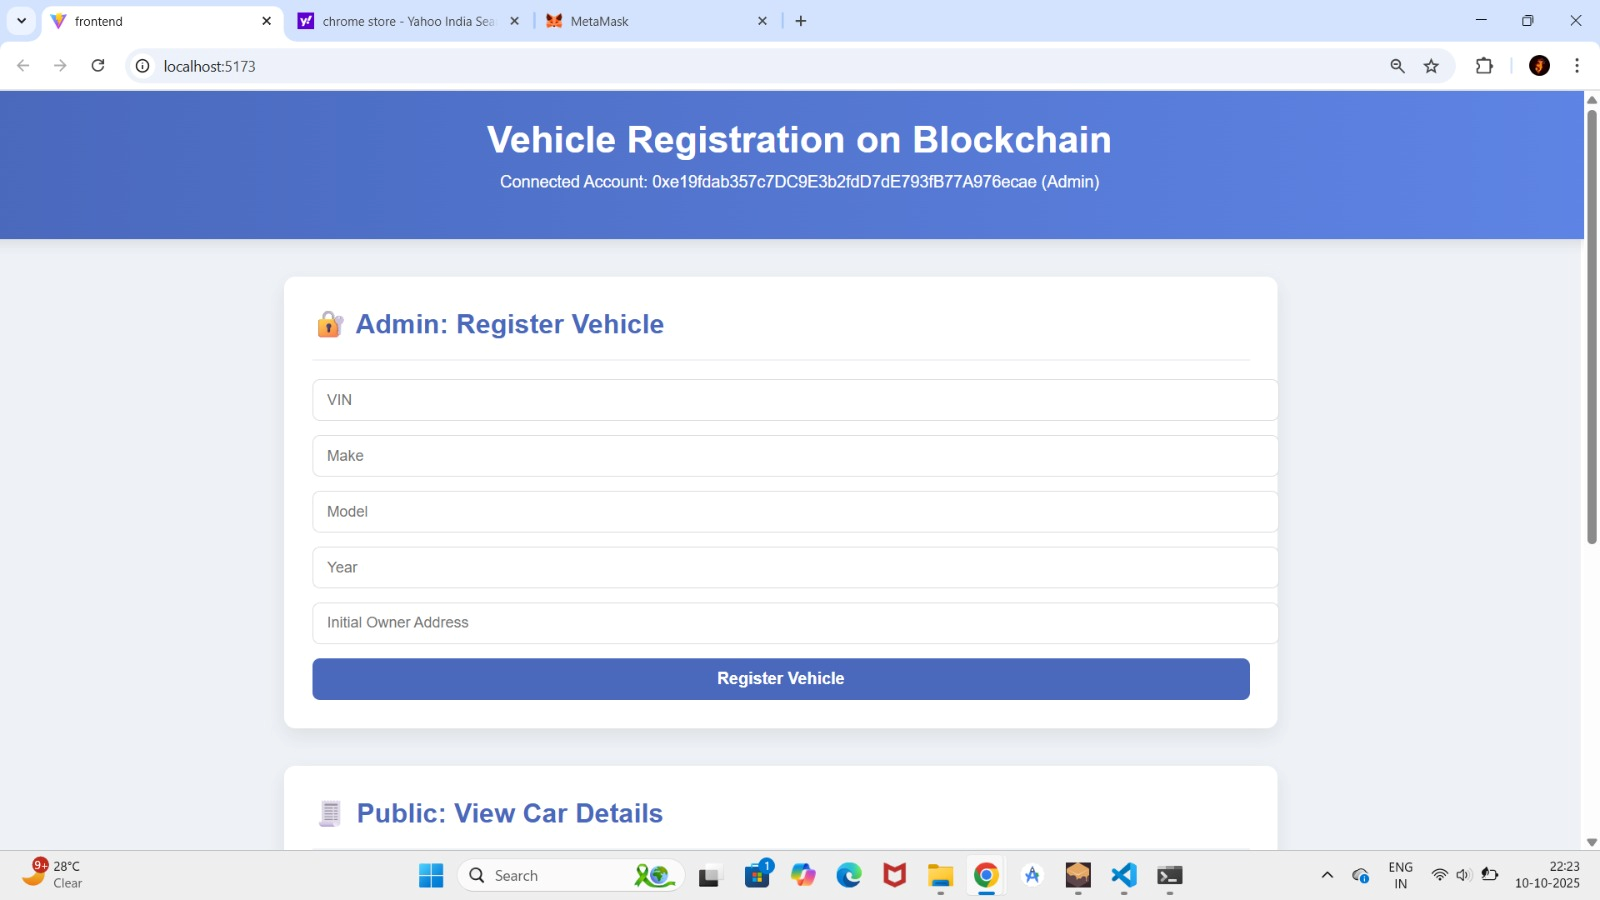 frontend
chrome store - Yahoo India Sea
MetaMask
localhost:5173
Vehicle Registration on Blockchain
Connected Account: 0xe19fdab357c7DC9E3b2fdD7dE793fB77A976ecae (Admin)
Admin: Register Vehicle
VIN
Make
Model
Year
Initial Owner Address
Register Vehicle
Public: View Car Details
9+
28°C
Clear
Search
1
ENG
IN
22:23
10-10-2025